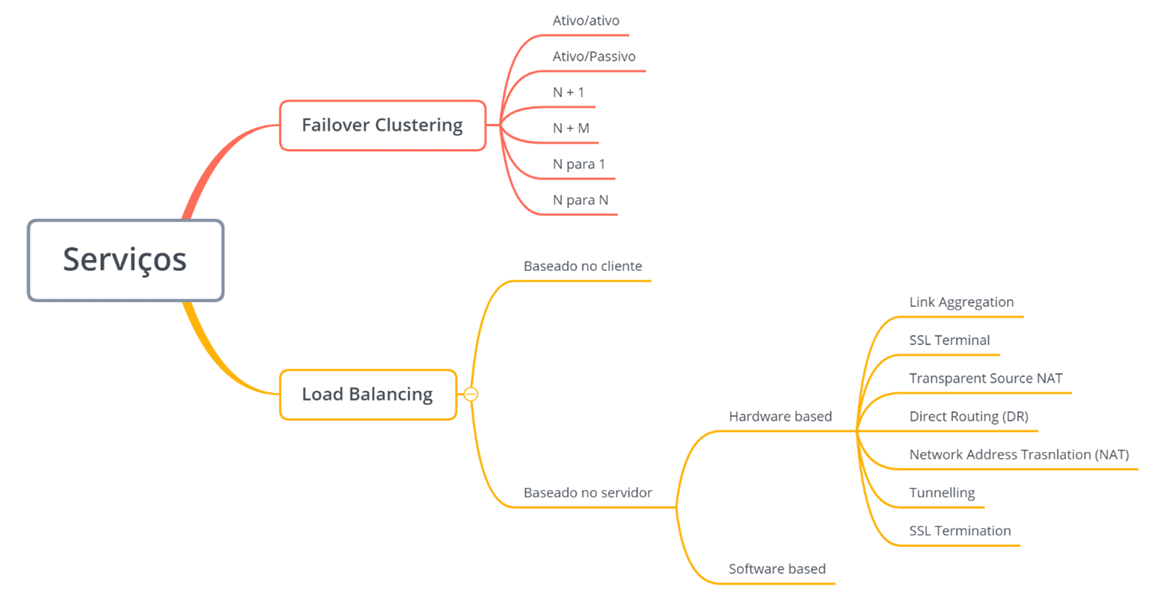 Serviços
Failover Clustering
Ativo/ativo
Ativo/Passivo
N + 1
N + M
N para 1
N para N
Load Balancing
Baseado no cliente
Baseado no servidor
Hardware based
Link Aggregation
SSL Terminal
Transparent Source NAT
Direct Routing (DR)
Network Address Trasnlation (NAT)
Tunnelling
SSL Termination
Software based